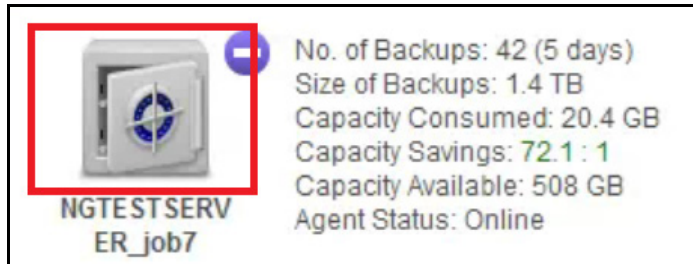 No. of Backups: 42 (5 days)
Size of Backups: 1.4 TB
Capacity Consumed: 20.4 GB
Capacity Savings: 72.1 : 1
Capacity Available: 508 GB
Agent Status: Online
NGTESTSERV
ER_job7